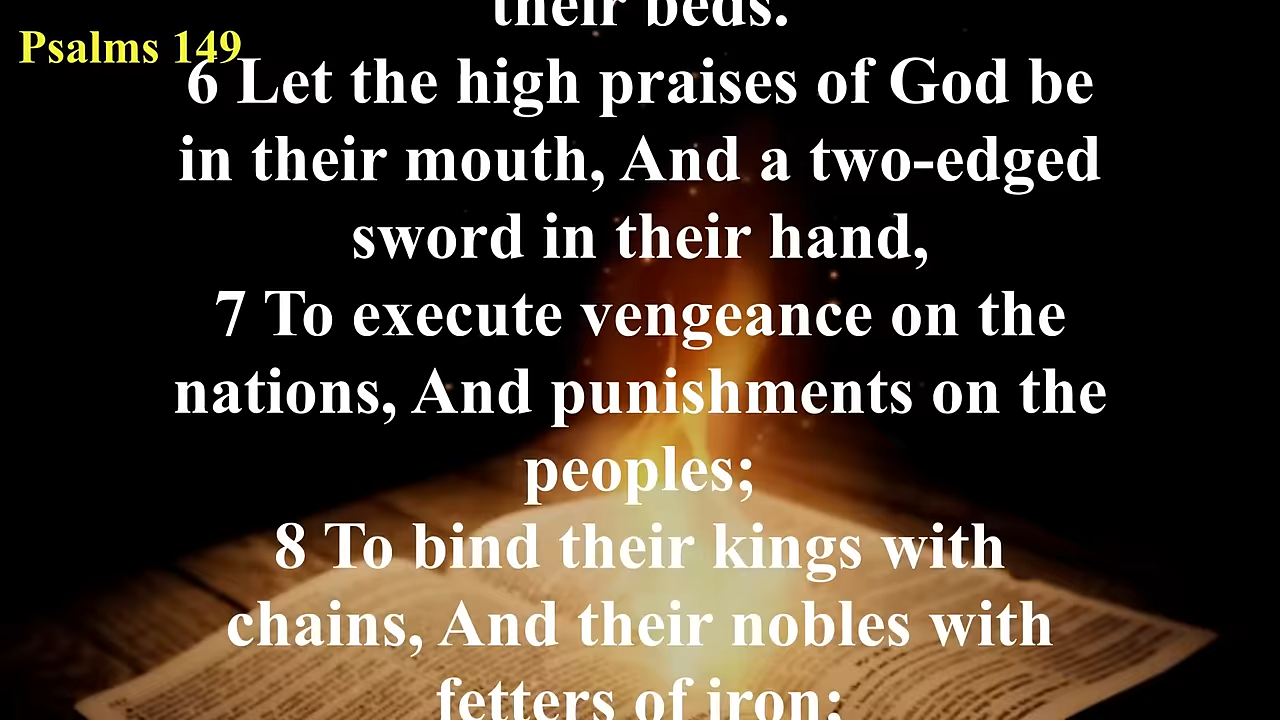 their beds.
Psalms 149
6 Let the high praises of God be
in their mouth, And a two-edged
sword in their hand,
7 To execute vengeance on the
nations, And punishments on the
peoples;
8 To bind their kings with
chains, And their nobles with
fetters of iron;